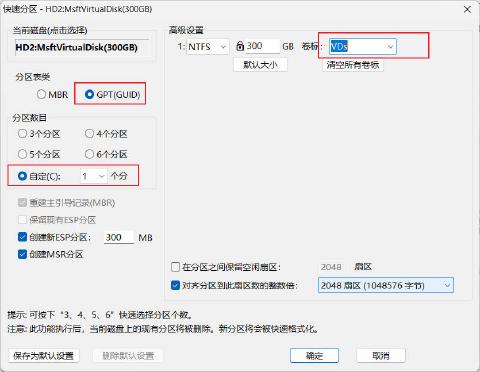 快速分区 - HD2:MsftVirtualDisk(300GB)
当前磁盘(点击选择)
HD2:MsftVirtualDisk(300GB)
分区表类
MBR
GPT(GUID)
分区数目
3个分区
4个分区
5个分区
6个分区
自定(C):
1
个分
重建主引导记录(MBR)
保留现有ESP分区
创建新ESP分区:
300
MB
创建MSR分区
高级设置
1:
NTFS
300
GB
卷标:
VDs
默认大小
清空所有卷标
在分区之间保留空闲扇区:
2048
扇区
对齐分区到此扇区数的整数倍:
2048 扇区 (1048576 字节)
提示: 可按下 “3、4、5、6” 快速选择分区个数。
注意: 此功能执行后，当前磁盘上的现有分区将被删除。新分区将会被快速格式化。
保存为默认设置
删除默认设置
确定
取消